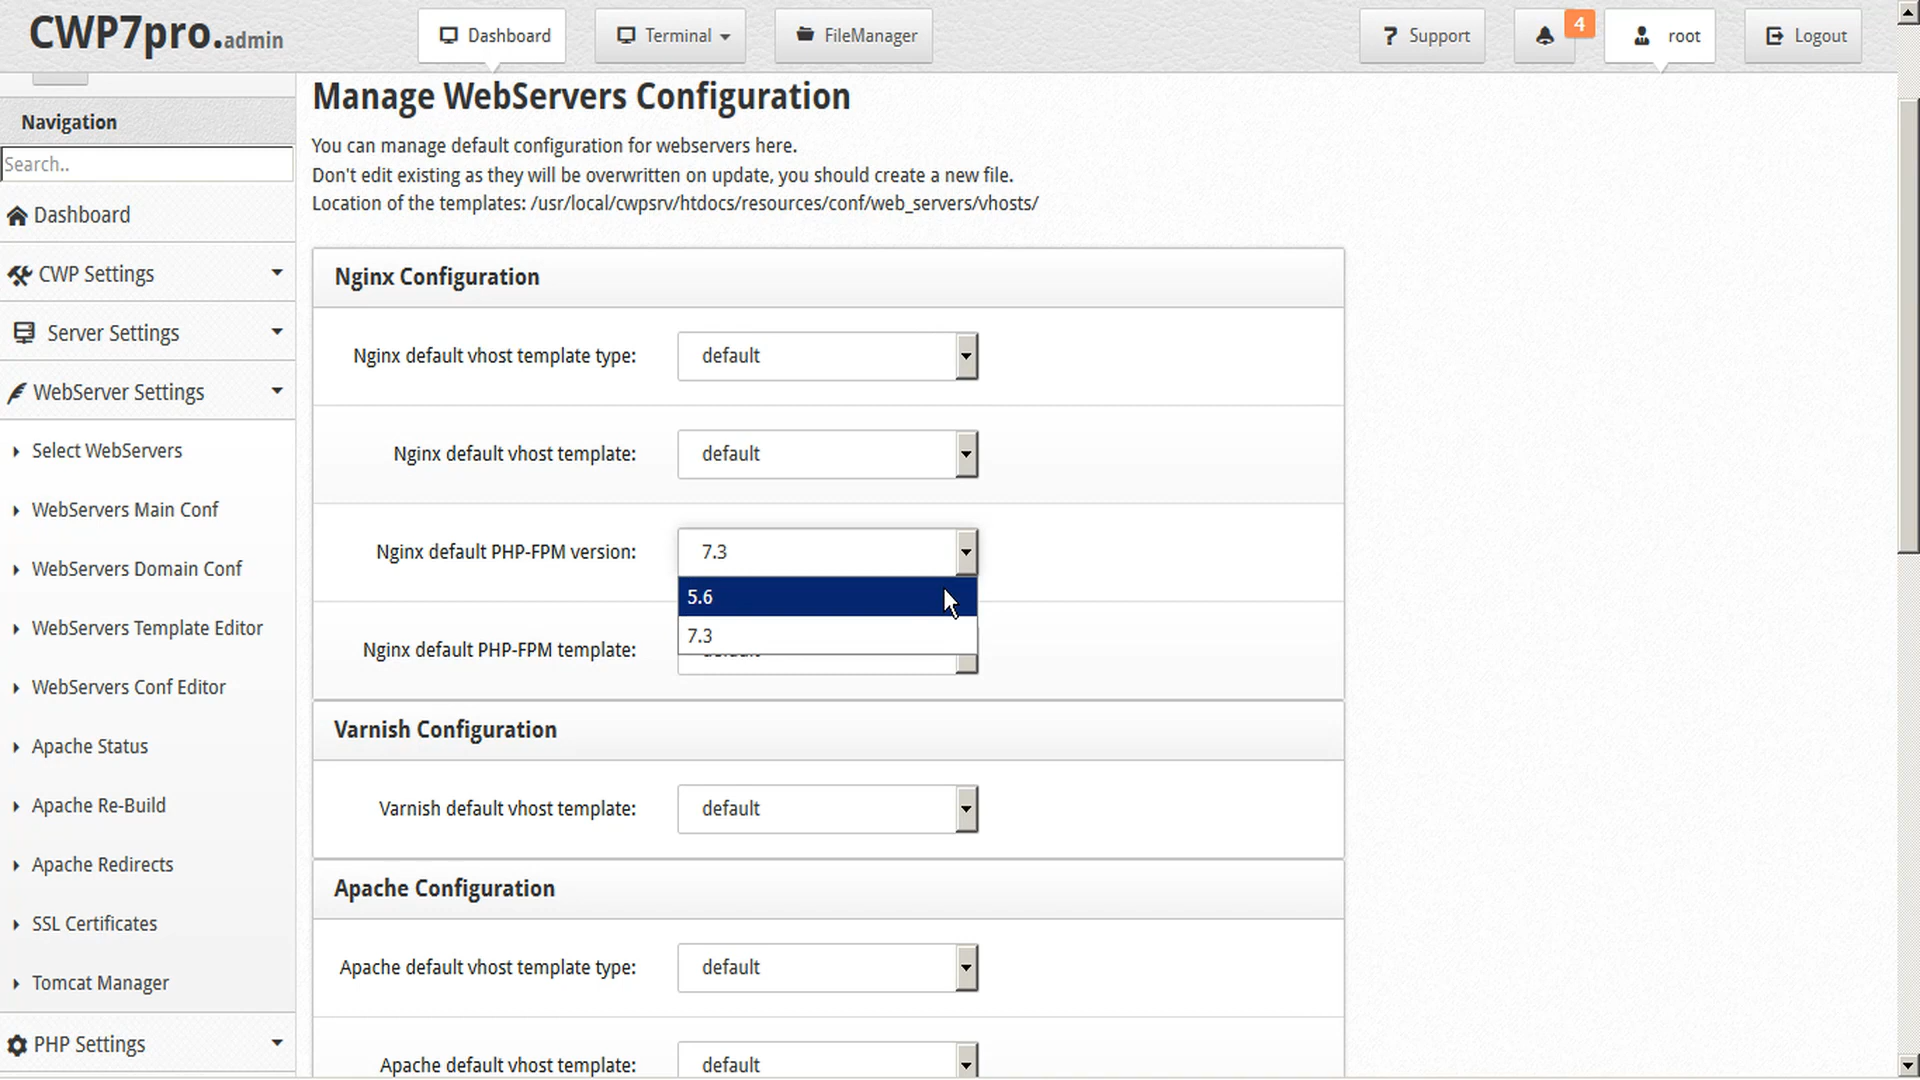 CWP7pro.admin
Dashboard
Terminal
FileManager
? Support
4
root
Logout
Navigation
Search..
Dashboard
CWP Settings
Server Settings
WebServer Settings
Select WebServers
WebServers Main Conf
WebServers Domain Conf
WebServers Template Editor
WebServers Conf Editor
Apache Status
Apache Re-Build
Apache Redirects
SSL Certificates
Tomcat Manager
PHP Settings
Manage WebServers Configuration
You can manage default configuration for webservers here.
Don't edit existing as they will be overwritten on update, you should create a new file.
Location of the templates: /usr/local/cwpsrv/htdocs/resources/conf/web_servers/vhosts/
Nginx Configuration
Nginx default vhost template type: default
Nginx default vhost template: default
Nginx default PHP-FPM version: 7.3
5.6
7.3
Nginx default PHP-FPM template:
Varnish Configuration
Varnish default vhost template: default
Apache Configuration
Apache default vhost template type: default
Apache default vhost template: default